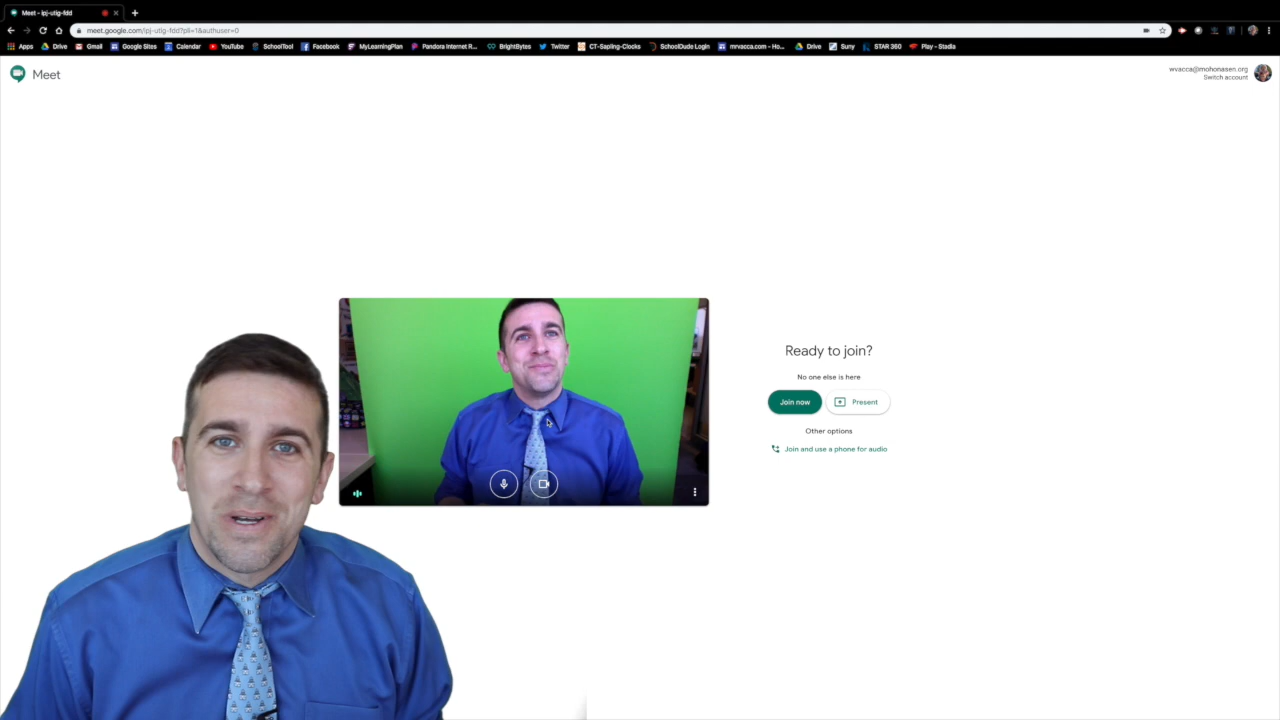 Meet - ipj-utig-fdd
meet.google.com/ipj-utig-fdd?pli=1&authuser=0
Apps Drive Gmail Google Sites Calendar YouTube SchoolTool Facebook MyLearningPlan Pandora Internet R... BrightBytes Twitter CT-Sapling-Clocks SchoolDude Login mrvacca.com - Ho... Drive Suny STAR 360 Play - Stadia
Meet
wvacca@mohonasen.org
Switch account
Ready to join?
No one else is here
Join now Present
Other options
Join and use a phone for audio